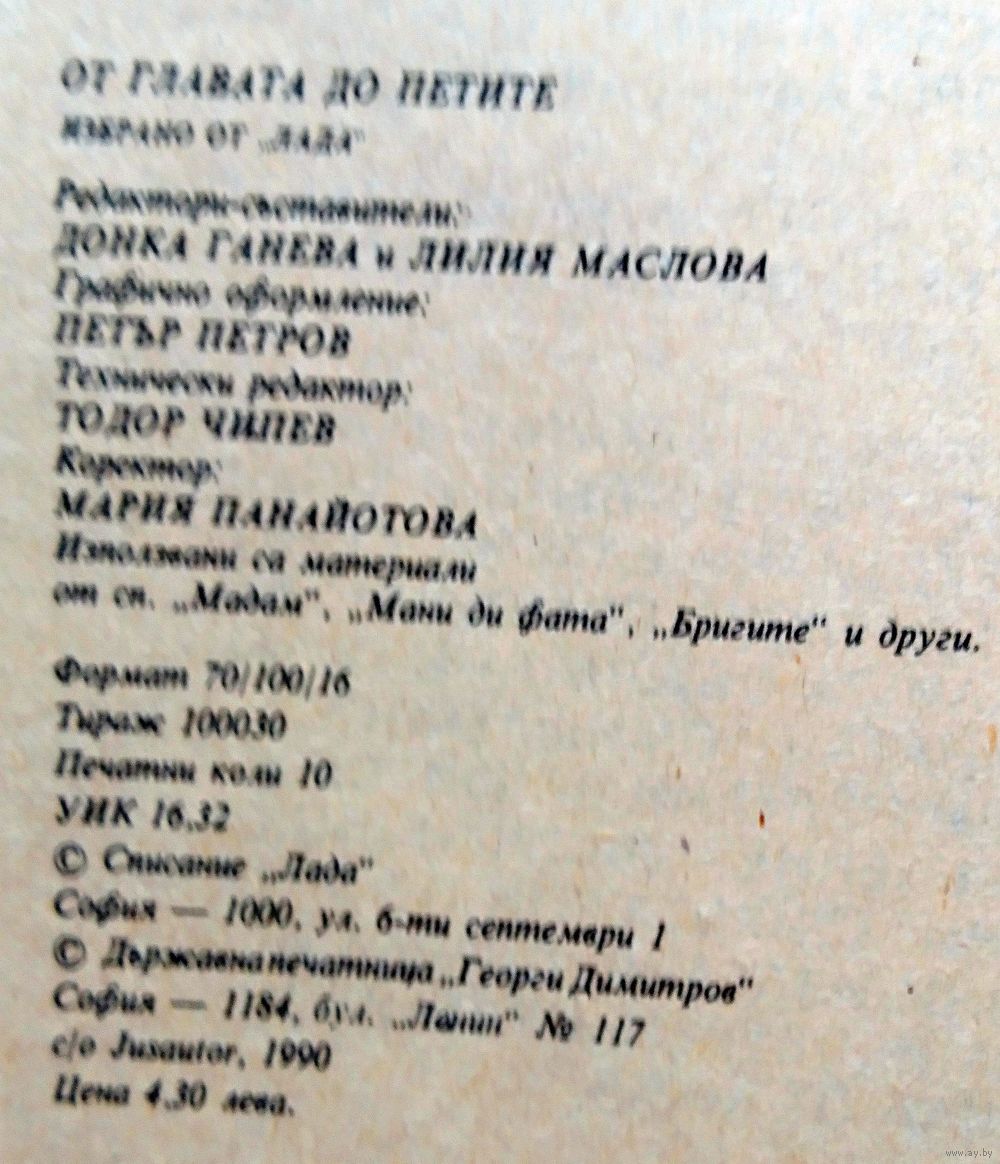 ОТ ГЛАВАТА ДО ПЕТИТЕ
ИЗБРАНО ОТ „ЛАДА“
Редактори-съставители:
ДОНКА ГАНЕВА и ЛИЛИЯ МАСЛОВА
Графично оформление:
ПЕТЪР ПЕТРОВ
Технически редактор:
ТОДОР ЧИПЕВ
Коректор:
МАРИЯ ПАНАЙОТОВА
Използвани са материали
от сп. „Мадам“, „Мани ди фата“, „Бригите“ и други.
Формат 70/100/16
Тираж 100030
Печатни коли 10
УИК 16,32
© Списание „Лада“
София — 1000, ул. 6-ти септември 1
© Държавна печатница „Георги Димитров“
София — 1184, бул. „Ленин“ № 117
c/o Jusautor, 1990
Цена 4,30 лева.
www.ay.by